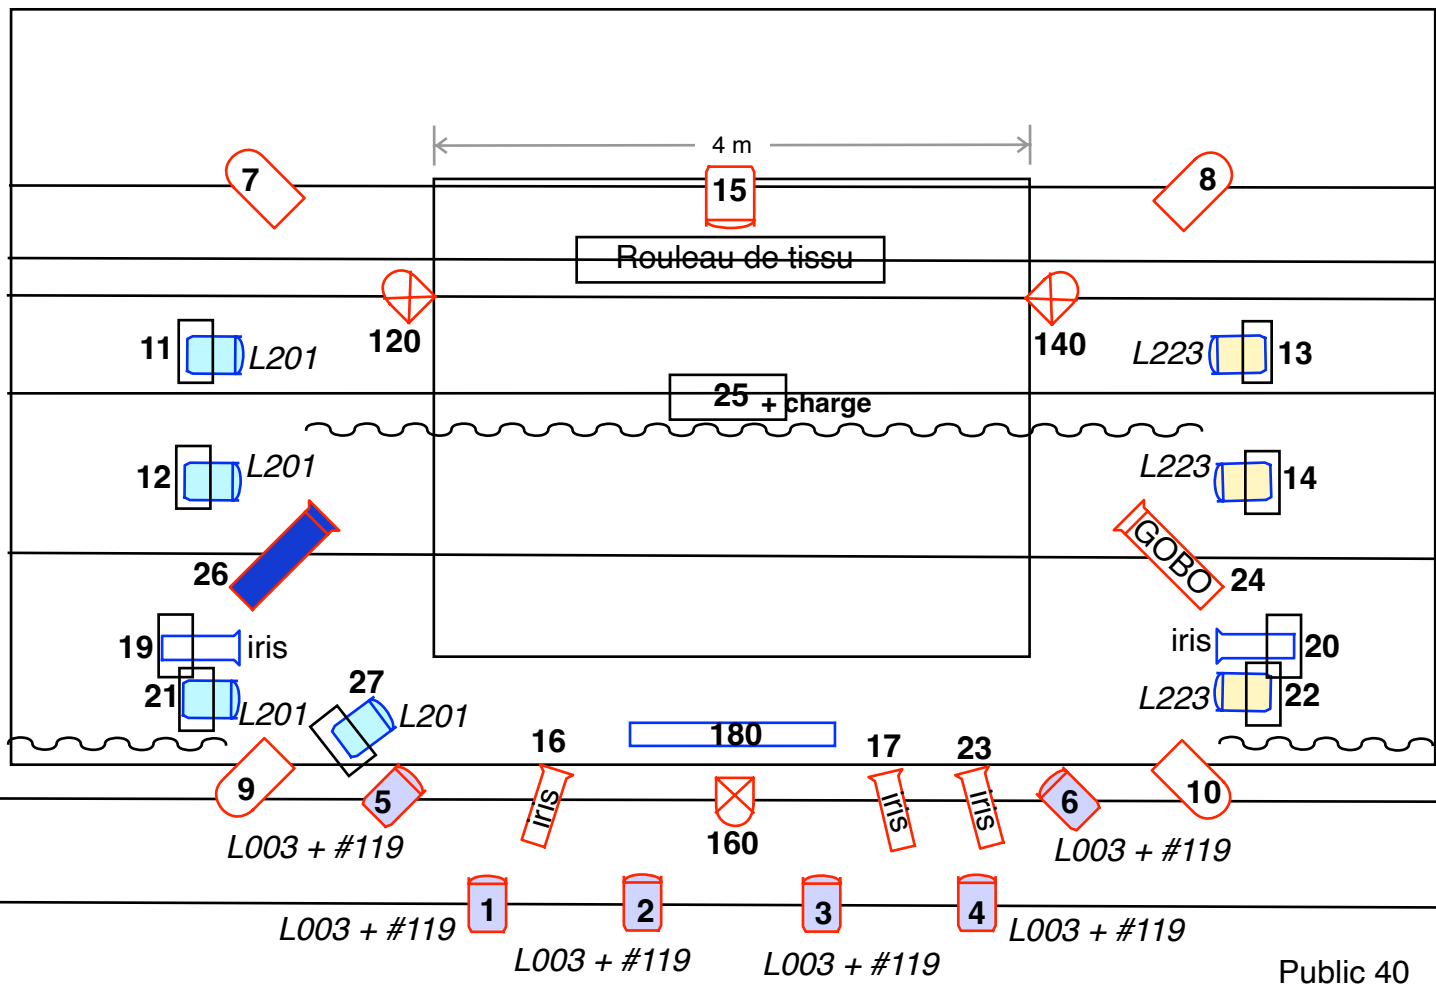 4 m
7
15
8
Rouleau de tissu
120
140
11
L201
L223
13
25 + charge
12
L201
L223
14
GOBO
26
24
19
iris
iris
20
21
L201
27
L201
L223
22
16
180
17
23
9
5
iris
160
iris
iris
6
10
L003 + #119
L003 + #119
1
2
3
4
L003 + #119
L003 + #119
L003 + #119
L003 + #119
Public 40